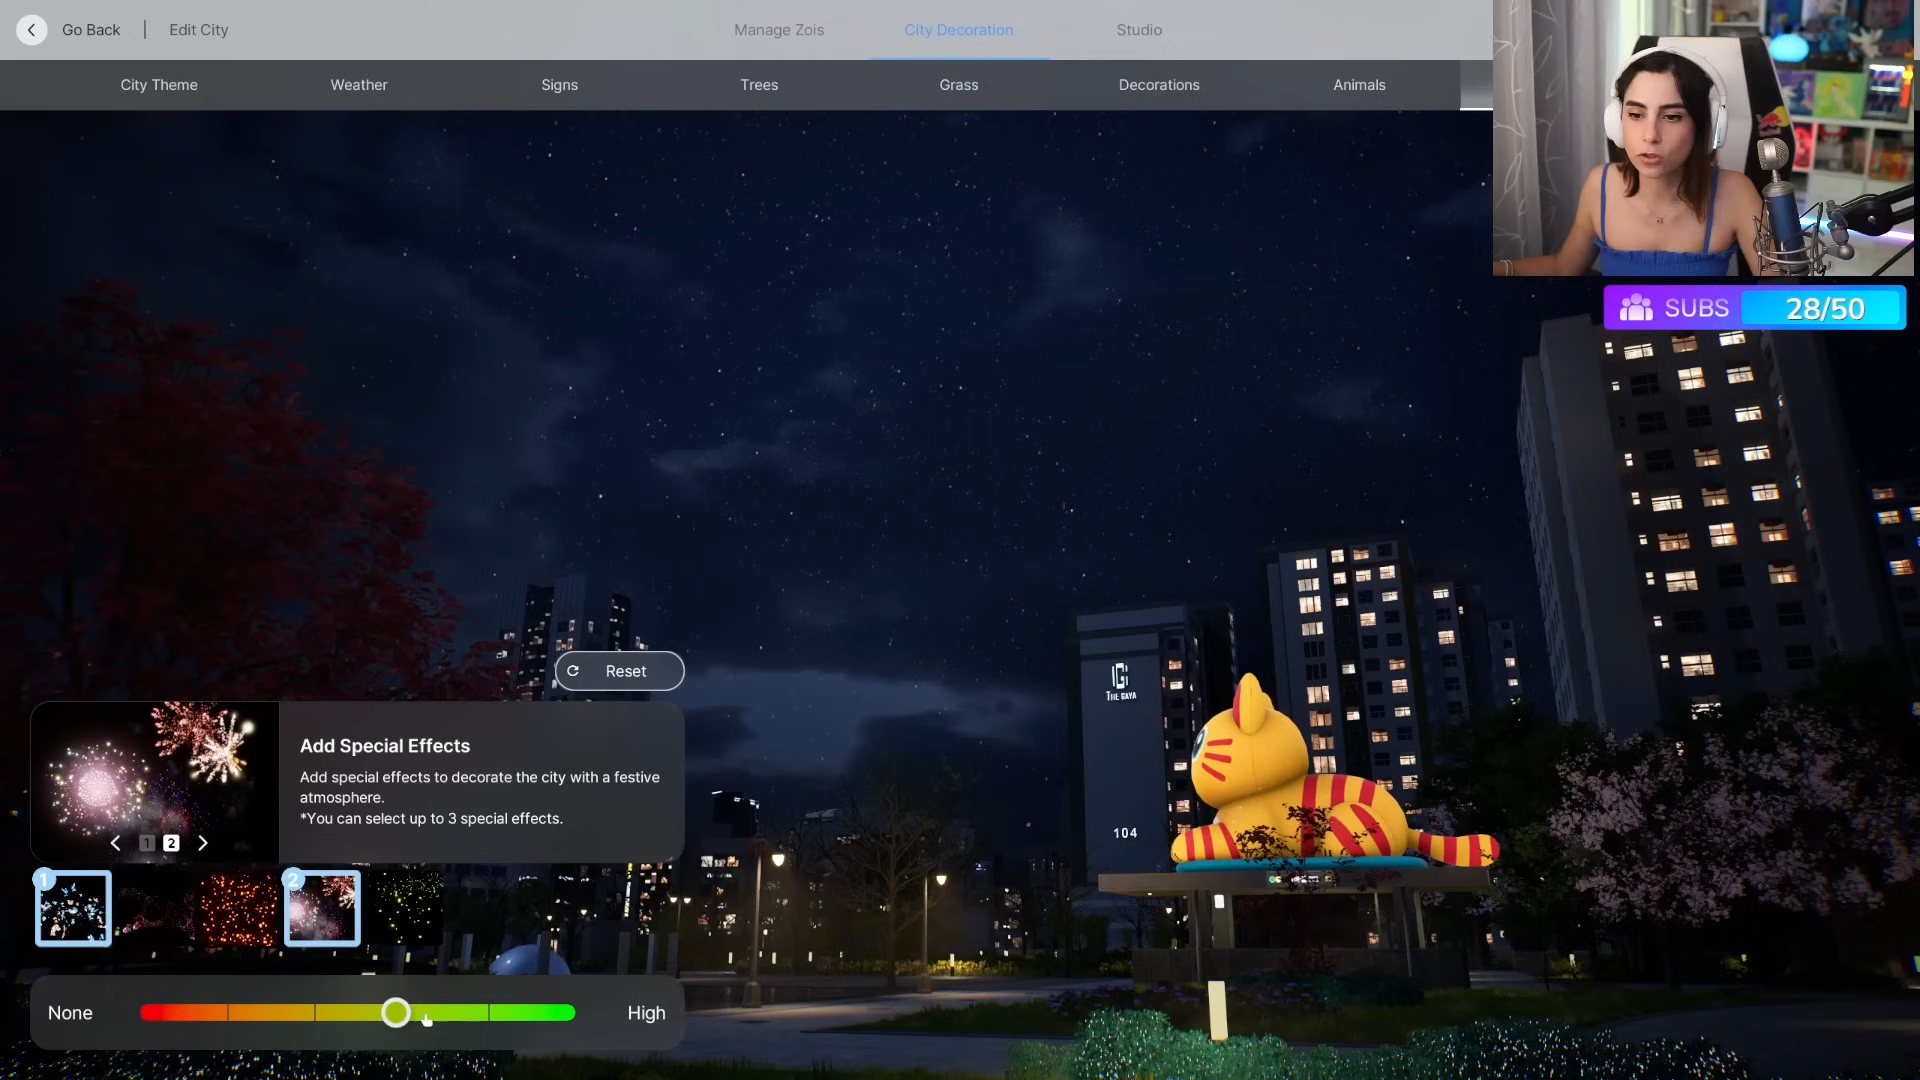 Go Back | Edit City
Manage Zois
City Decoration
Studio
City Theme
Weather
Signs
Trees
Grass
Decorations
Animals
SUBS 28/50
Reset
THE GAYA
104
Add Special Effects
Add special effects to decorate the city with a festive
atmosphere.
*You can select up to 3 special effects.
1 2
1
2
None
High